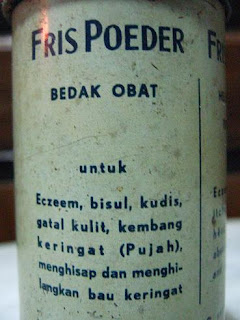 FRIS POEDER
BEDAK OBAT
untuk
Eczeem, bisul, kudis,
gatal kulit, kembang
keringat (Pujah),
menghisap dan menghi-
langkan bau keringat